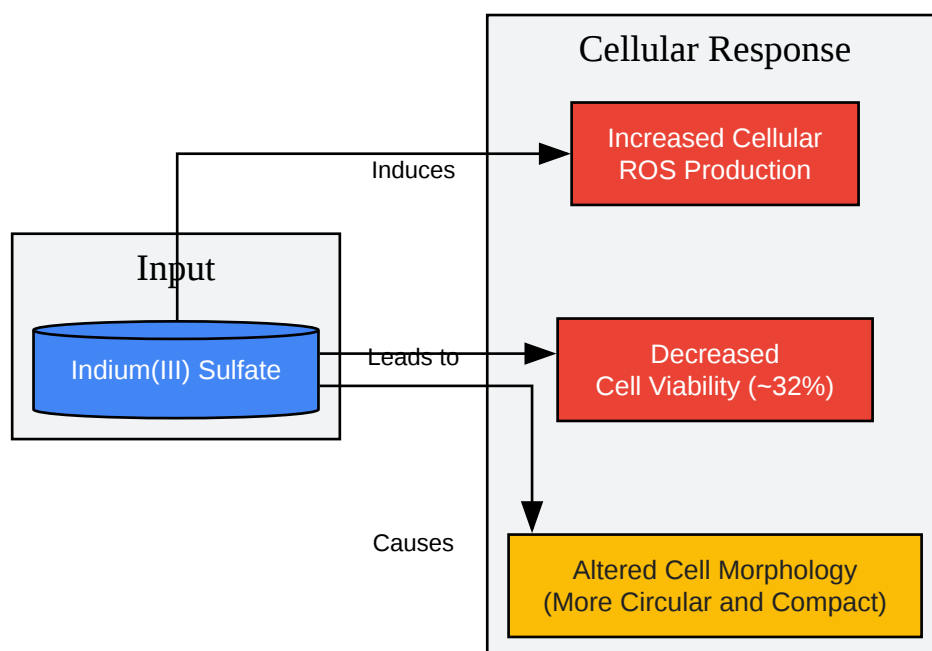 Cellular Response
Increased Cellular
ROS Production
Induces
Input
Indium(III) Sulfate
Leads to
Decreased
Cell Viability (~32%)
Causes
Altered Cell Morphology
(More Circular and Compact)